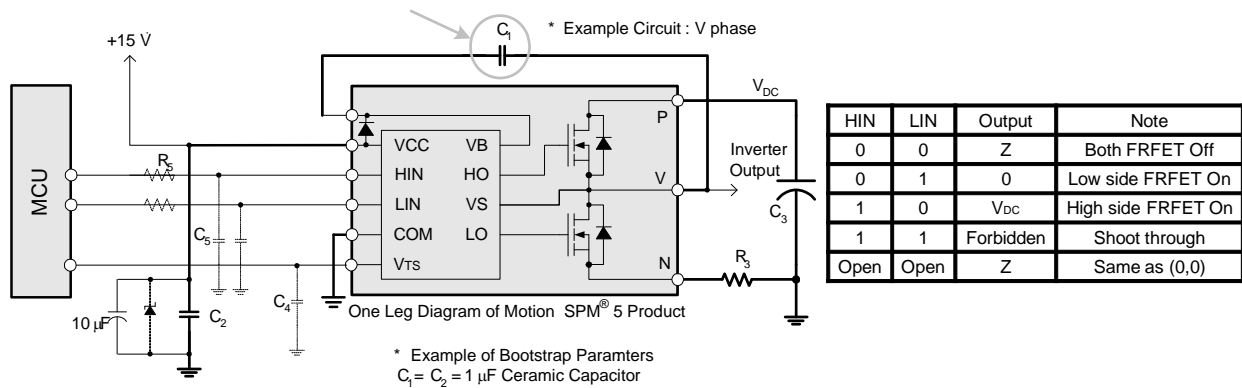 C1
* Example Circuit : V phase
+15 V
VDC
MCU
R5
C5
VCC
HIN
LIN
COM
VTS
VB
HO
VS
LO
P
V
N
Inverter
Output
C3
R3
10 μF
C2
C4
One Leg Diagram of Motion SPM® 5 Product
* Example of Bootstrap Paramters
C1= C2 = 1 μF Ceramic Capacitor
HIN LIN Output Note
0 0 Z Both FRFET Off
0 1 0 Low side FRFET On
1 0 VDC High side FRFET On
1 1 Forbidden Shoot through
Open Open Z Same as (0,0)